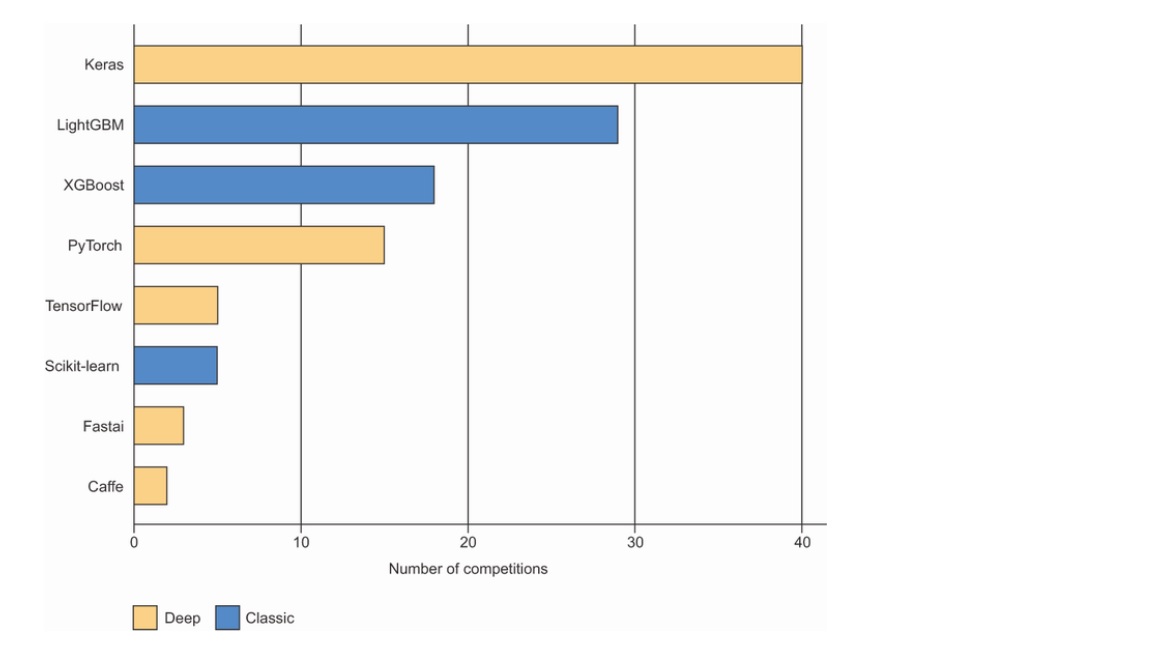 Keras
LightGBM
XGBoost
PyTorch
TensorFlow
Scikit-learn
Fastai
Caffe
0 10 20 30 40
Number of competitions
Deep Classic